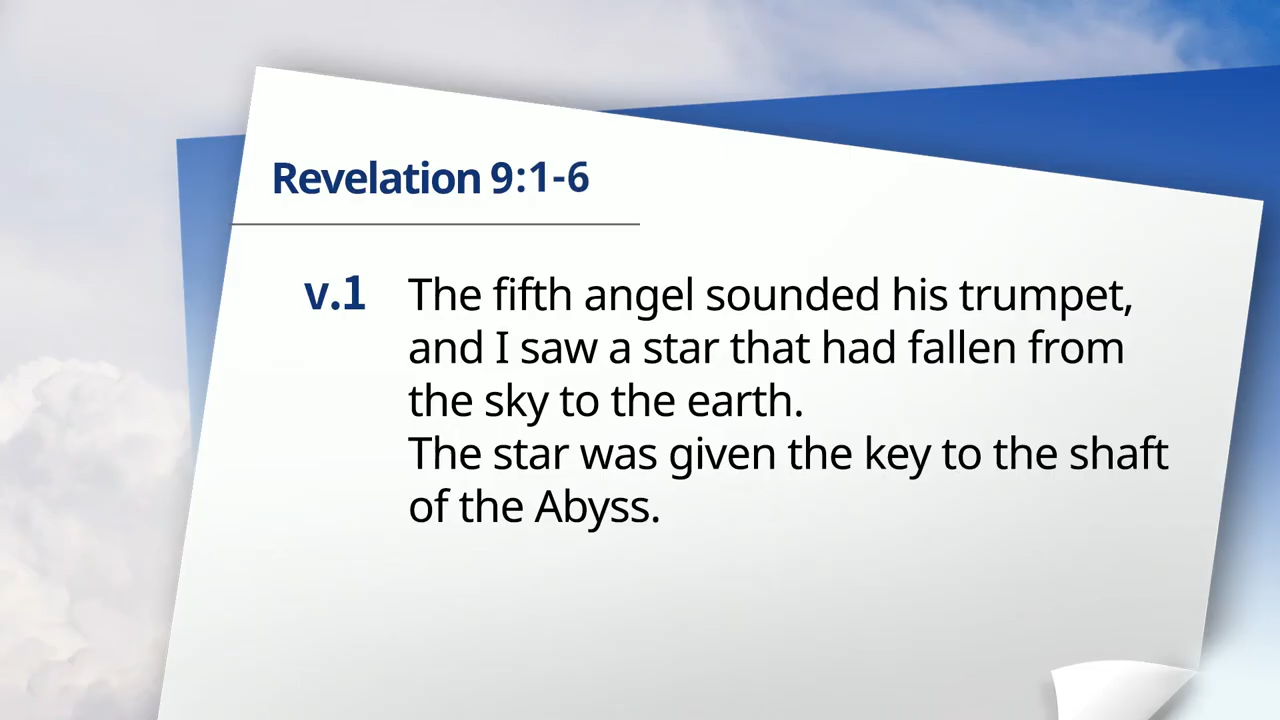 Revelation 9:1-6
v.1 The fifth angel sounded his trumpet,
and I saw a star that had fallen from
the sky to the earth.
The star was given the key to the shaft
of the Abyss.